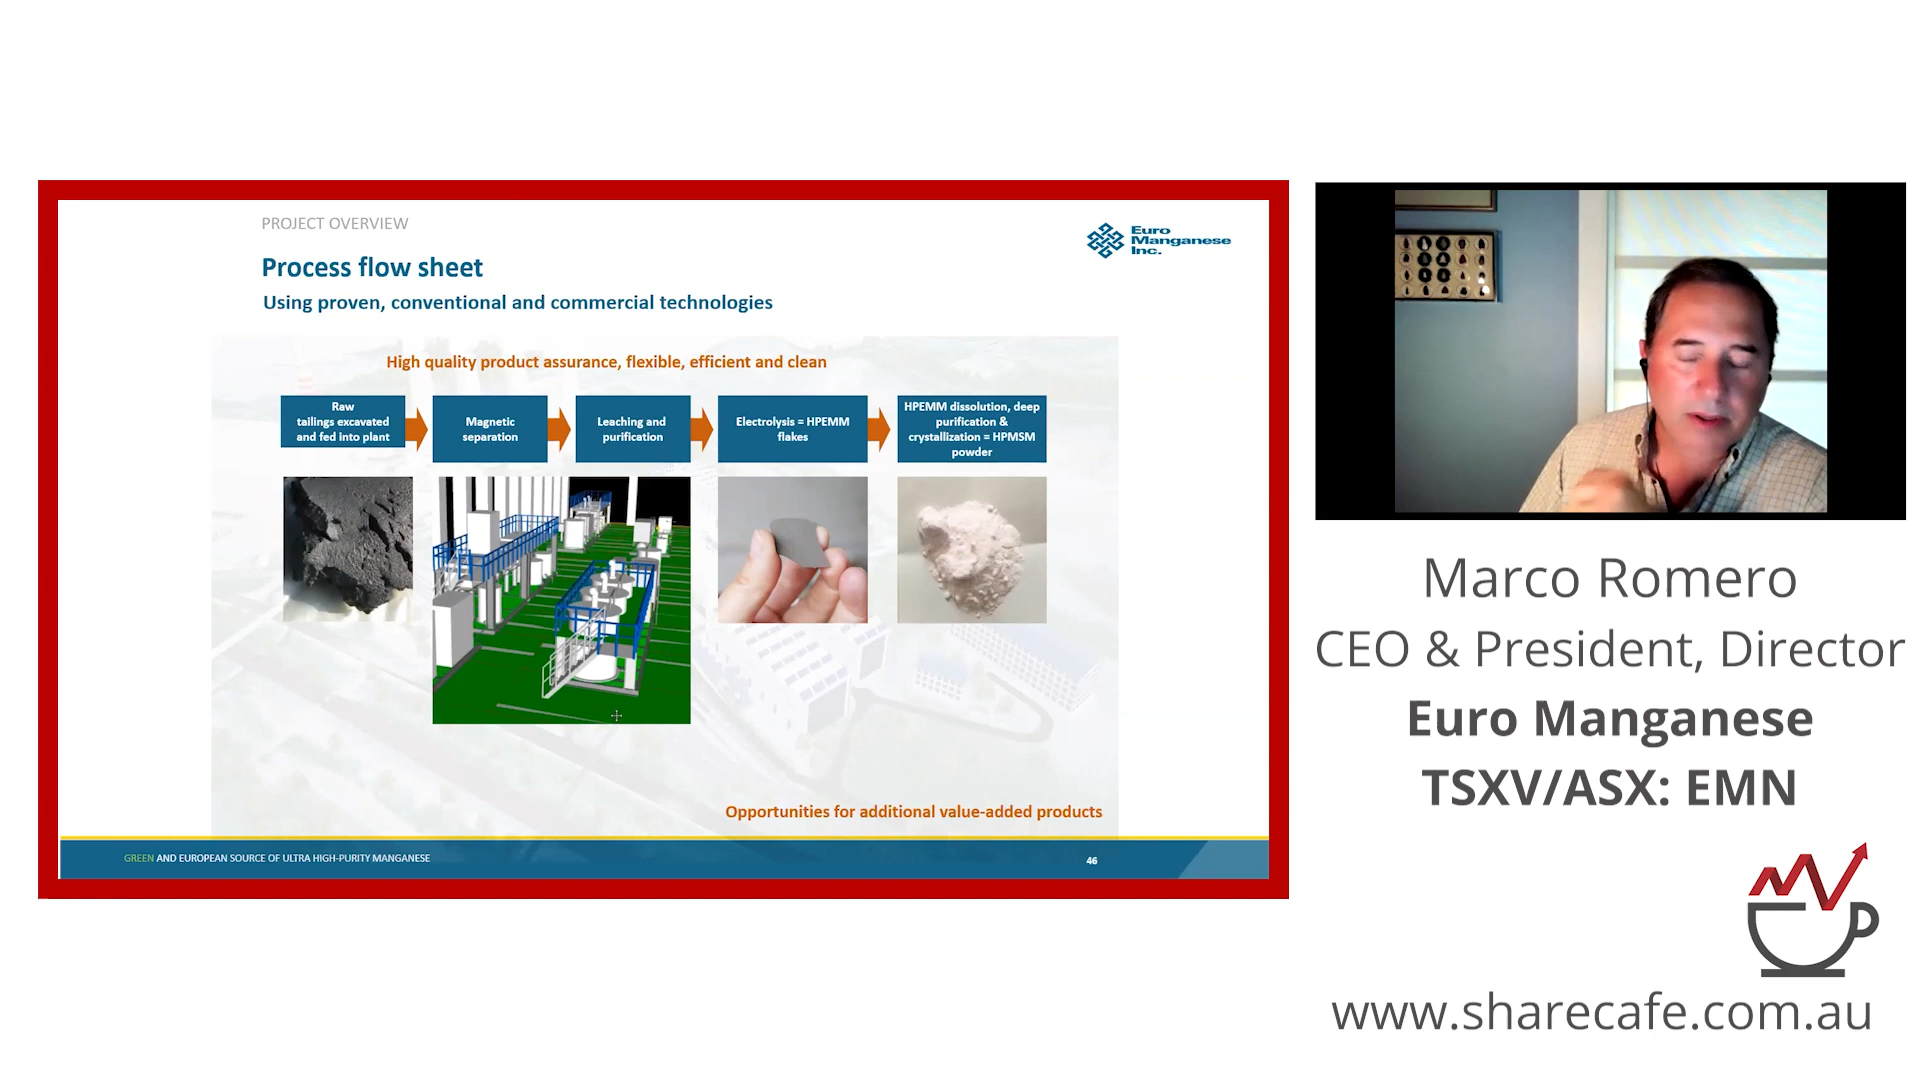 PROJECT OVERVIEW
Euro
Manganese
Inc.
Process flow sheet
Using proven, conventional and commercial technologies
High quality product assurance, flexible, efficient and clean
Raw
tailings excavated
and fed into plant
Magnetic
separation
Leaching and
purification
Electrolysis = HPEMM
flakes
HPEMM dissolution, deep
purification &
crystallization = HPMSM
powder
Opportunities for additional value-added products
GREEN AND EUROPEAN SOURCE OF ULTRA HIGH-PURITY MANGANESE
46
Marco Romero
CEO & President, Director
Euro Manganese
TSXV/ASX: EMN
www.sharecafe.com.au